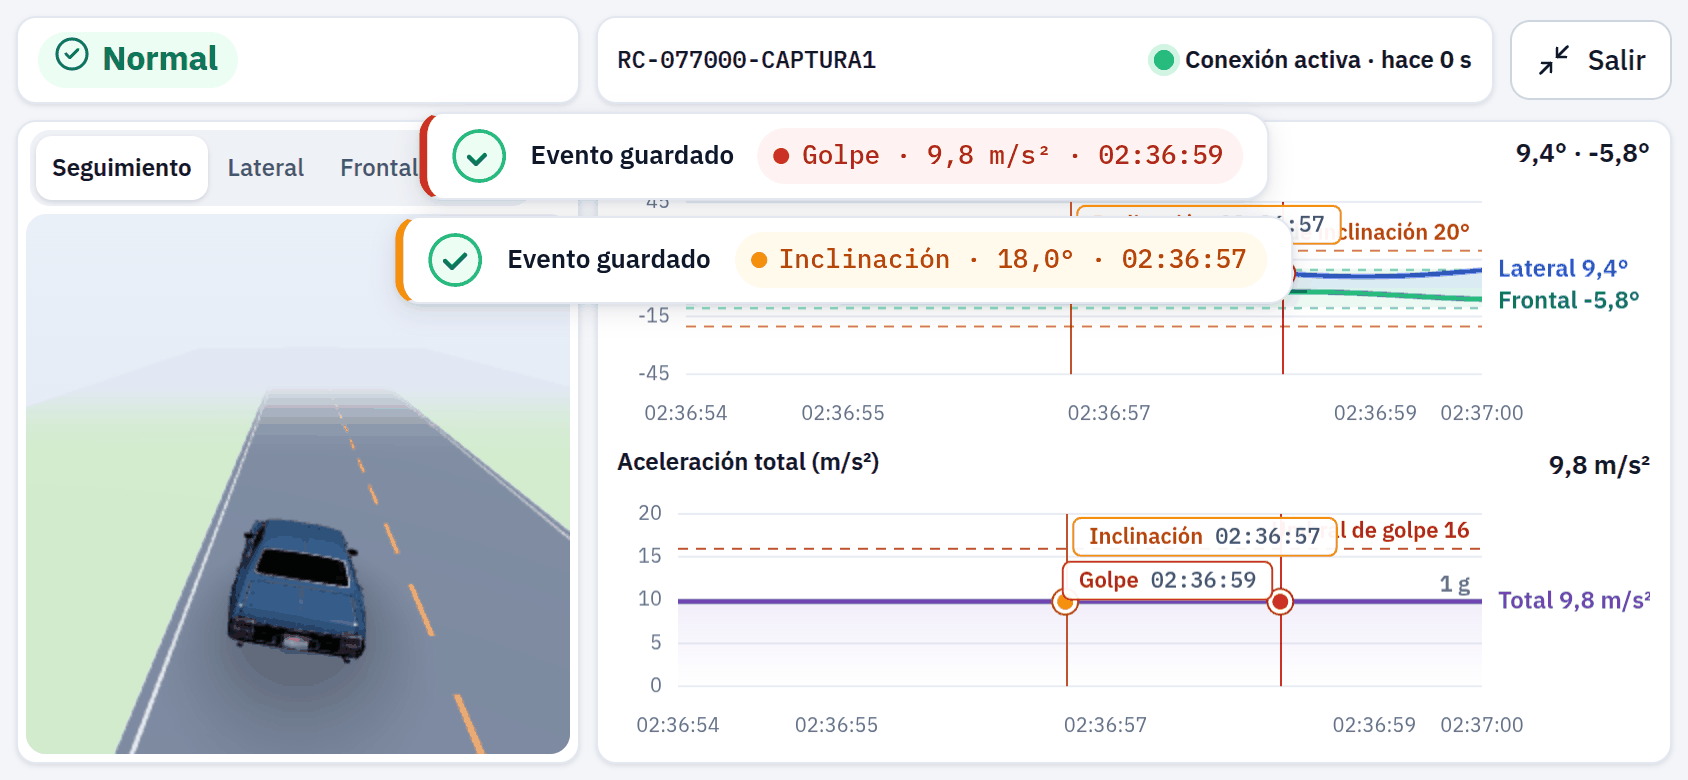 Normal
RC-077000-CAPTURA1
Conexión activa · hace 0 s
Salir
Seguimiento
Lateral
Frontal
Evento guardado
Golpe · 9,8 m/s² · 02:36:59
Evento guardado
Inclinación · 18,0° · 02:36:57
9,4° · -5,8°
45
:57
clinación 20°
Lateral 9,4°
Frontal -5,8°
-15
-45
02:36:54 02:36:55 02:36:57 02:36:59 02:37:00
Aceleración total (m/s²)
9,8 m/s²
20
Inclinación 02:36:57
l de golpe 16
15
Golpe 02:36:59
1 g
10
Total 9,8 m/s²
5
0
02:36:54 02:36:55 02:36:57 02:36:59 02:37:00